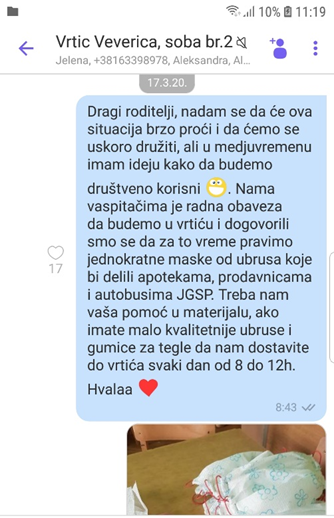 10% 11:19
Vrtic Veverica, soba br.2
Jelena, +38163398978, Aleksandra, Al...
17.3.20.
Dragi roditelji, nadam se da će ova
situacija brzo proći i da ćemo se
uskoro družiti, ali u medjuvremenu
imam ideju kako da budemo
društveno korisni 😷. Nama
vaspitačima je radna obaveza
da budemo u vrtiću i dogovorili
smo se da za to vreme pravimo
jednokratne maske od ubrusa koje
bi delili apotekama, prodavnicama
i autobusima JGSP. Treba nam
vaša pomoć u materijalu, ako
imate malo kvalitetnije ubruse i
gumice za tegle da nam dostavite
do vrtića svaki dan od 8 do 12h.
Hvalaa ❤️
17
8:43